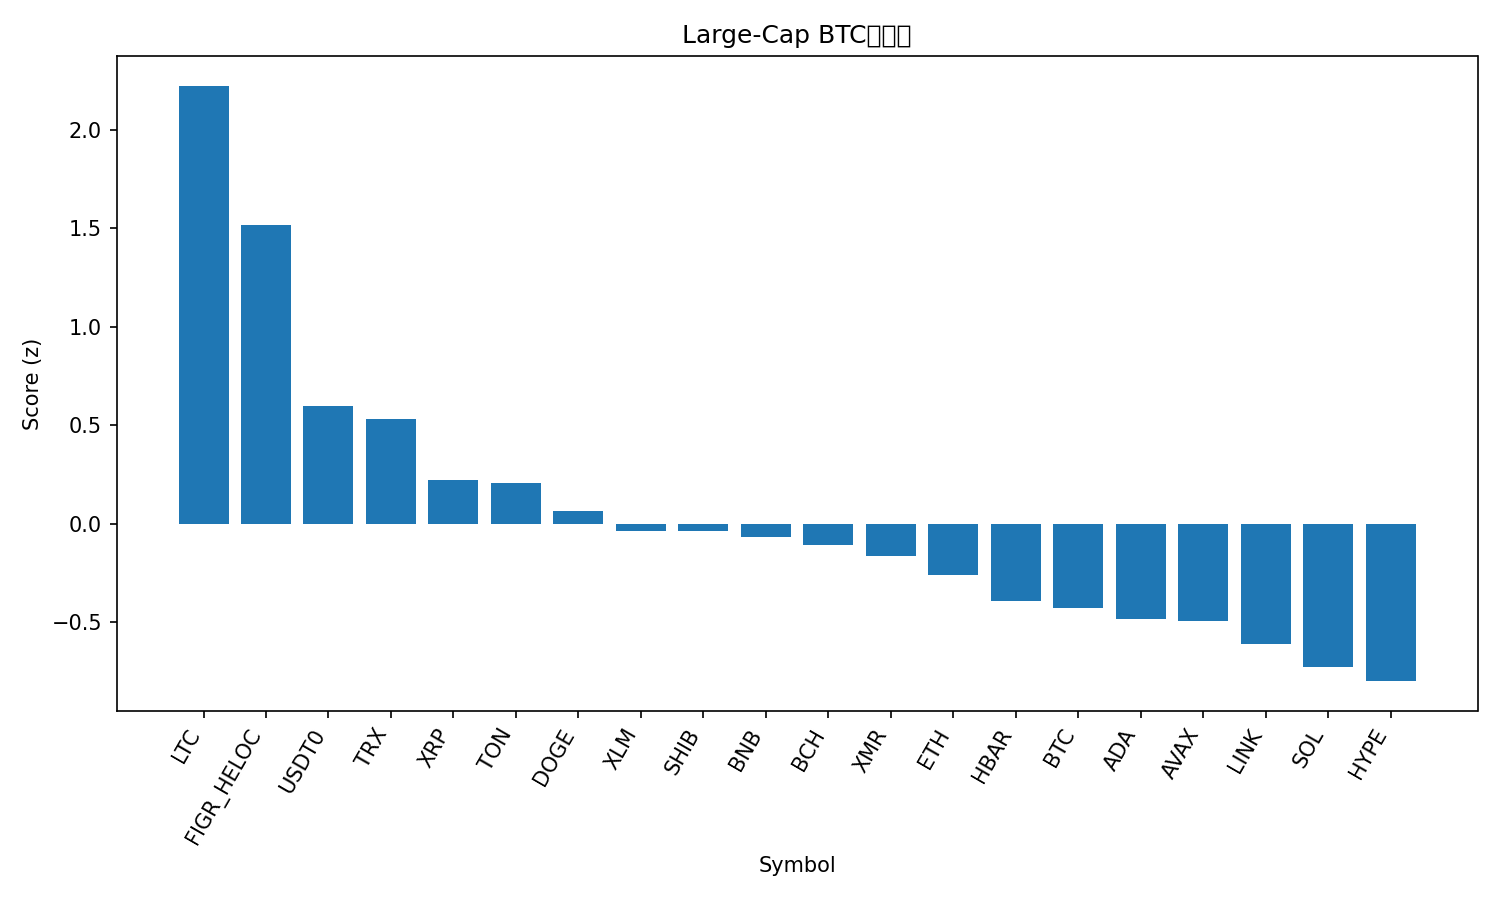 Large-Cap BTC
Score (z)
2.0
1.5
1.0
0.5
0.0
−0.5
LTC
FIGR_HELOC
USDT0
TRX
XRP
TON
DOGE
XLM
SHIB
BNB
BCH
XMR
ETH
HBAR
BTC
ADA
AVAX
LINK
SOL
HYPE
Symbol